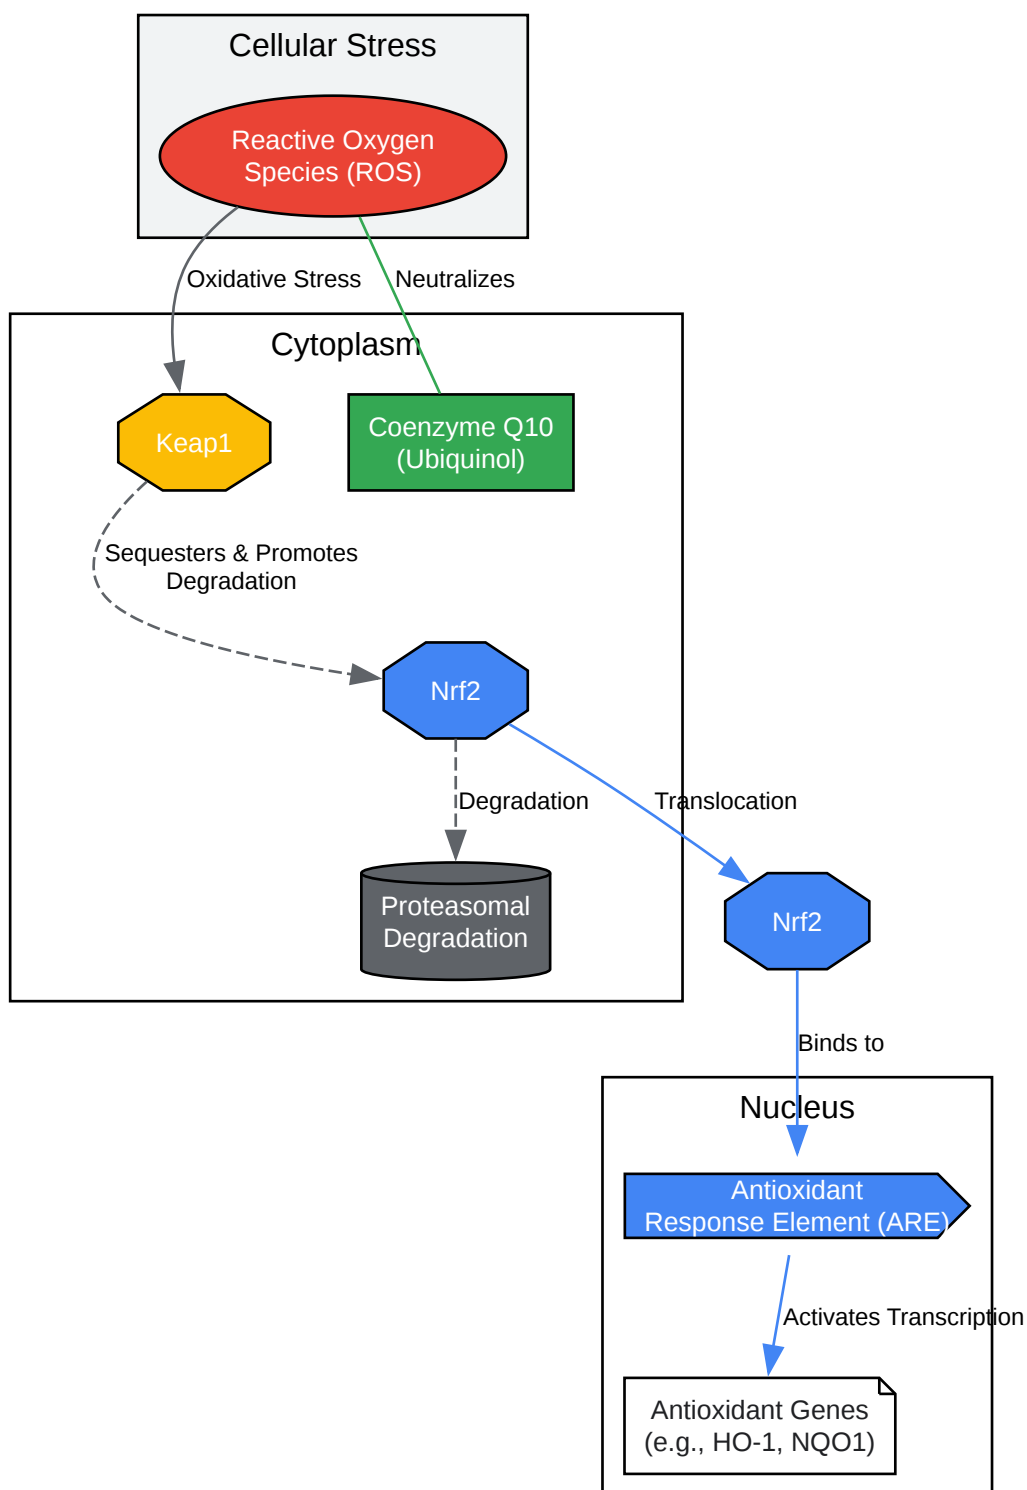 Cellular Stress
Reactive Oxygen
Species (ROS)
Oxidative Stress
Neutralizes
Cytoplasm
Keap1
Coenzyme Q10
(Ubiquinol)
Sequesters & Promotes
Degradation
Nrf2
Degradation
Translocation
Proteasomal
Degradation
Nrf2
Binds to
Nucleus
Antioxidant
Response Element (ARE)
Activates Transcription
Antioxidant Genes
(e.g., HO-1, NQO1)